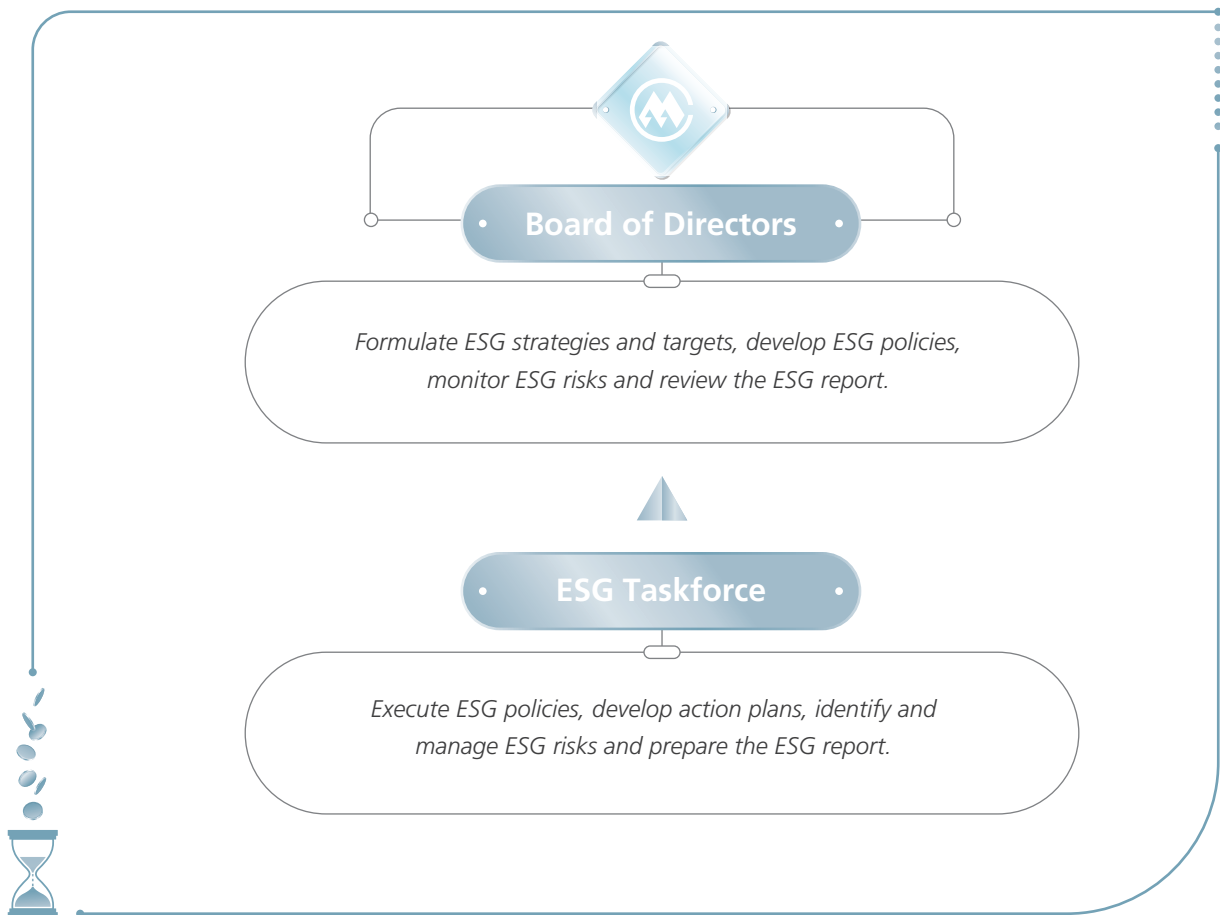 Board of Directors
Formulate ESG strategies and targets, develop ESG policies,
monitor ESG risks and review the ESG report.
ESG Taskforce
Execute ESG policies, develop action plans, identify and
manage ESG risks and prepare the ESG report.